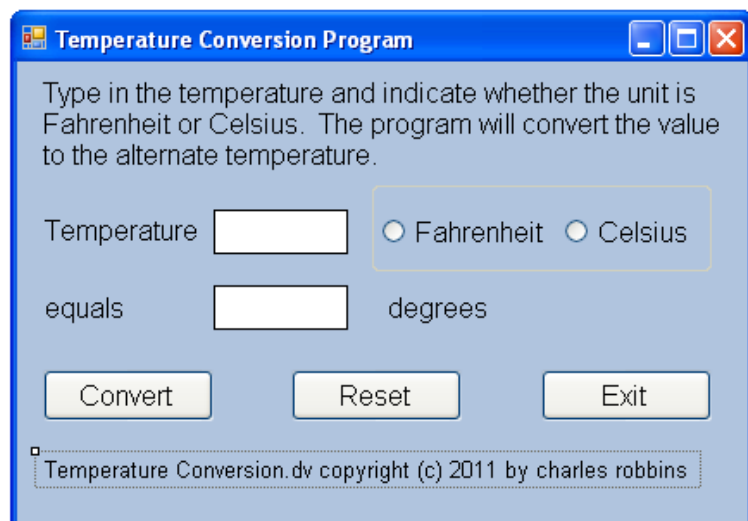 Temperature Conversion Program
Type in the temperature and indicate whether the unit is
Fahrenheit or Celsius.  The program will convert the value
to the alternate temperature.
Temperature Fahrenheit Celsius
equals degrees
Convert Reset Exit
Temperature Conversion.dv copyright (c) 2011 by charles robbins